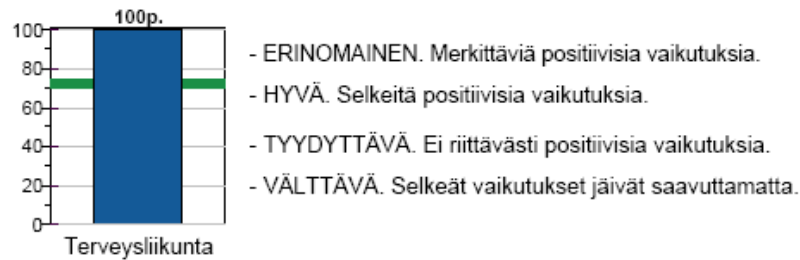 100p.
100
80
60
40
20
0
Terveysliikunta
- ERINOMAINEN. Merkittäviä positiivisia vaikutuksia.
- HYVÄ. Selkeitä positiivisia vaikutuksia.
- TYYDYTTÄVÄ. Ei riittävästi positiivisia vaikutuksia.
- VÄLTTÄVÄ. Selkeät vaikutukset jäivät saavuttamatta.